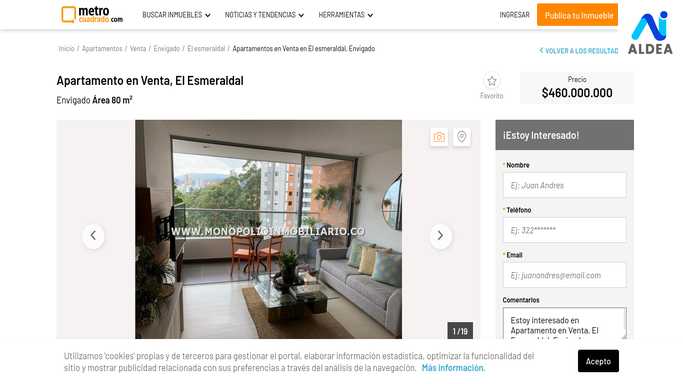 metro
cuadrado.com
BUSCAR INMUEBLES
NOTICIAS Y TENDENCIAS
HERRAMIENTAS
INGRESAR
Publica tu Inmueble
ALDEA
Inicio / Apartamentos / Venta / Envigado / El esmeraldal / Apartamentos en Venta en El esmeraldal, Envigado
VOLVER A LOS RESULTAD
Apartamento en Venta, El Esmeraldal
Envigado Área 80 m²
Favorito
Precio
$460.000.000
WWW.MONOPOLIOINMOBILIARIO.CO
1 / 19
¡Estoy Interesado!
* Nombre
Ej: Juan Andres
* Teléfono
Ej: 322*******
* Email
Ej: juanandres@email.com
Comentarios
Estoy interesado en
Apartamento en Venta, El
Utilizamos 'cookies' propias y de terceros para gestionar el portal, elaborar información estadística, optimizar la funcionalidad del
sitio y mostrar publicidad relacionada con sus preferencias a través del análisis de la navegación. Más información.
Acepto